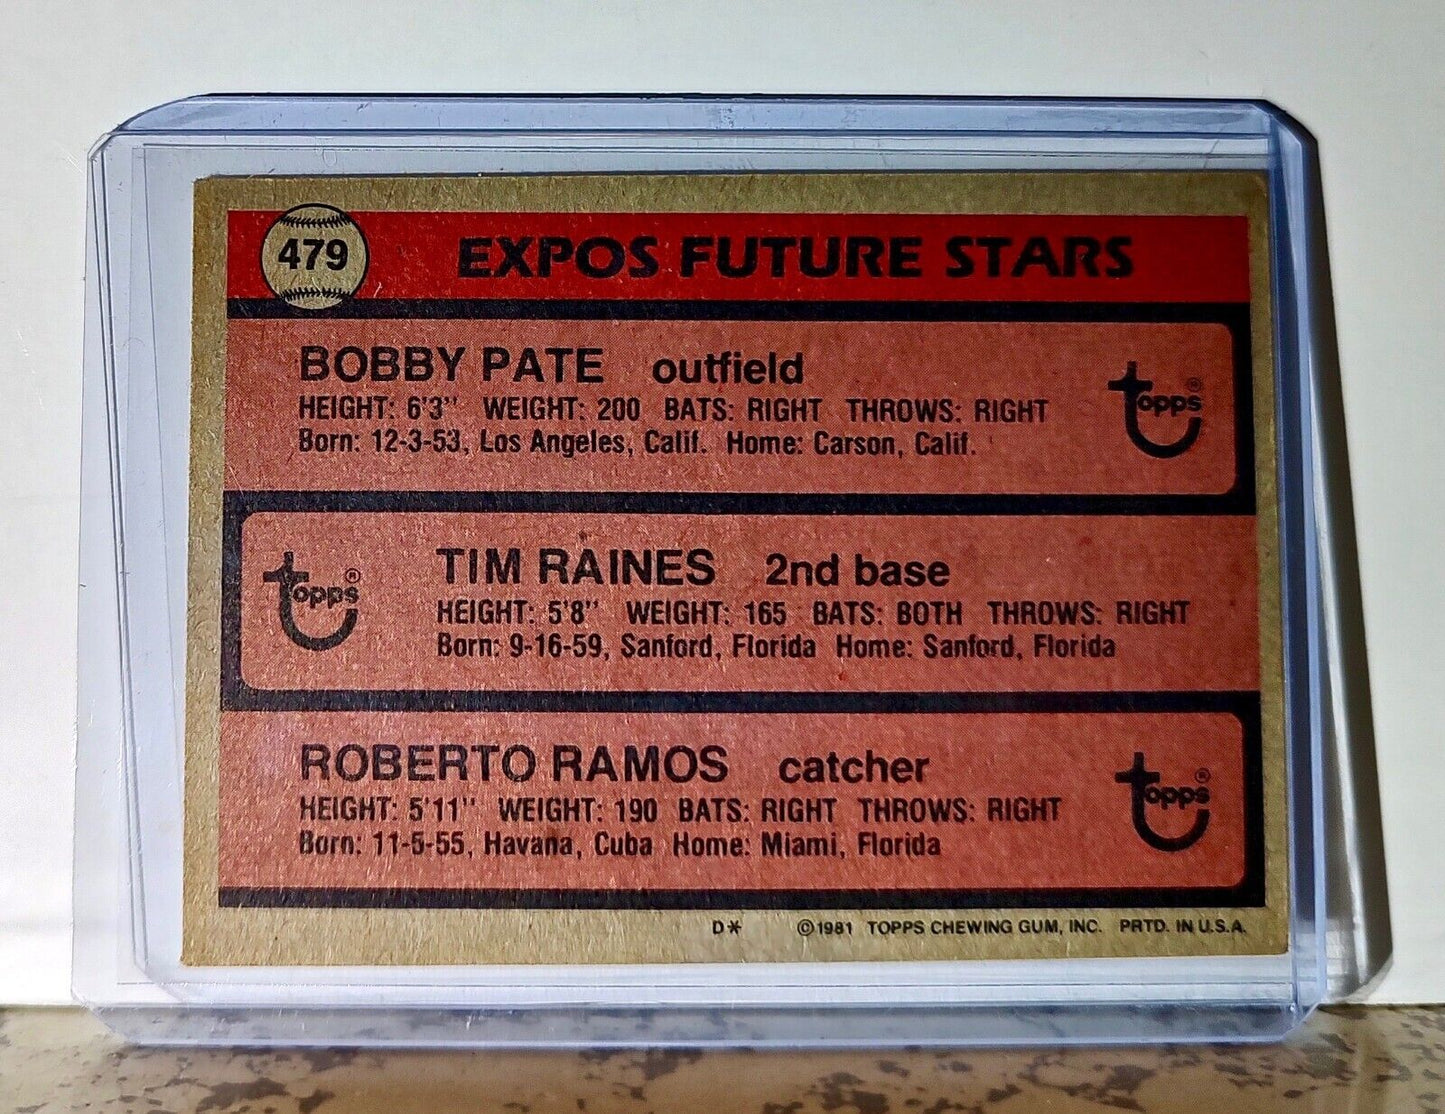 479 EXPOS FUTURE STARS
BOBBY PATE outfield
HEIGHT: 6'3" WEIGHT: 200 BATS: RIGHT THROWS: RIGHT
Born: 12-3-53, Los Angeles, Calif. Home: Carson, Calif.
topps ®
topps ®
TIM RAINES 2nd base
HEIGHT: 5'8" WEIGHT: 165 BATS: BOTH THROWS: RIGHT
Born: 9-16-59, Sanford, Florida Home: Sanford, Florida
ROBERTO RAMOS catcher
HEIGHT: 5'11" WEIGHT: 190 BATS: RIGHT THROWS: RIGHT
Born: 11-5-55, Havana, Cuba Home: Miami, Florida
topps ®
D* ©1981 TOPPS CHEWING GUM, INC. PRTD. IN U.S.A.